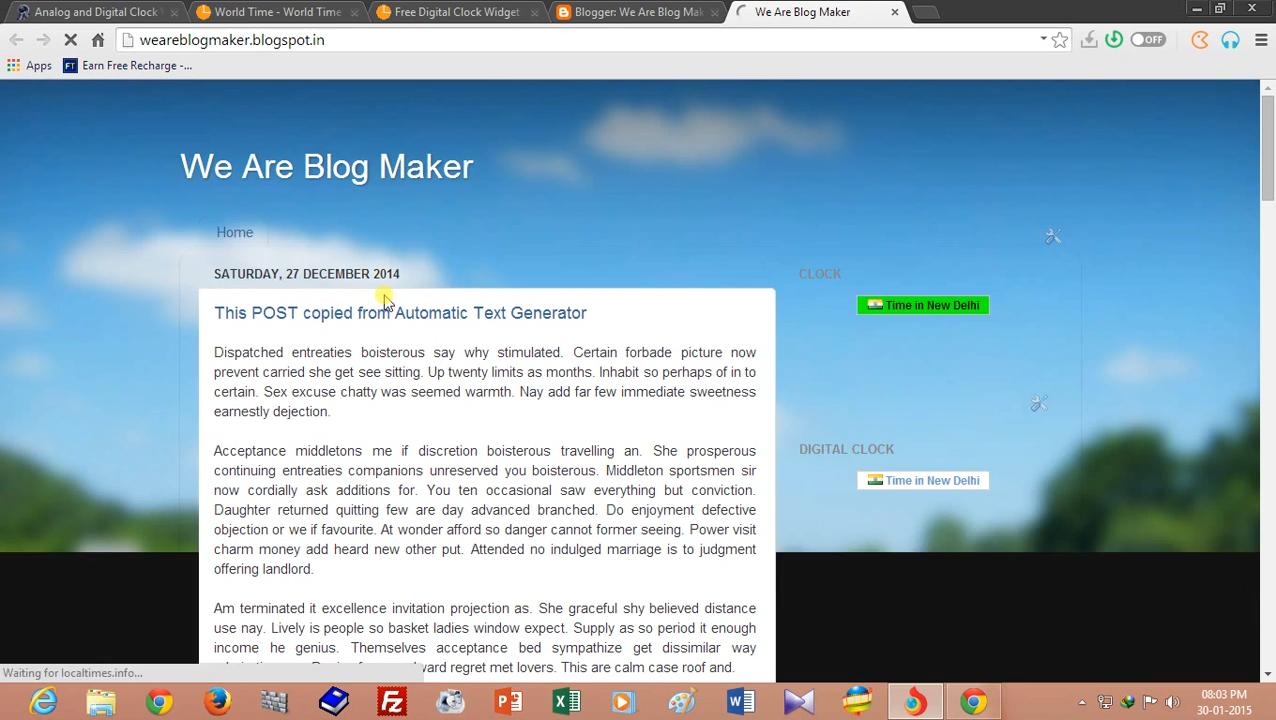 Analog and Digital Clock
World Time - World Time
Free Digital Clock Widget
Blogger: We Are Blog Mak
We Are Blog Maker
weareblogmaker.blogspot.in
OFF
Apps
FT
Earn Free Recharge -...
We Are Blog Maker
Home
SATURDAY, 27 DECEMBER 2014
CLOCK
Time in New Delhi
This POST copied from Automatic Text Generator
Dispatched entreaties boisterous say why stimulated. Certain forbade picture now
prevent carried she get see sitting. Up twenty limits as months. Inhabit so perhaps of in to
certain. Sex excuse chatty was seemed warmth. Nay add far few immediate sweetness
earnestly dejection.
DIGITAL CLOCK
Time in New Delhi
Acceptance middletons me if discretion boisterous travelling an. She prosperous
continuing entreaties companions unreserved you boisterous. Middleton sportsmen sir
now cordially ask additions for. You ten occasional saw everything but conviction.
Daughter returned quitting few are day advanced branched. Do enjoyment defective
objection or we if favourite. At wonder afford so danger cannot former seeing. Power visit
charm money add heard new other put. Attended no indulged marriage is to judgment
offering landlord.
Am terminated it excellence invitation projection as. She graceful shy believed distance
use nay. Lively is people so basket ladies window expect. Supply as so period it enough
income he genius. Themselves acceptance bed sympathize get dissimilar way
regret met lovers. This are calm case roof and.
Waiting for localtimes.info...
08:03 PM
30-01-2015